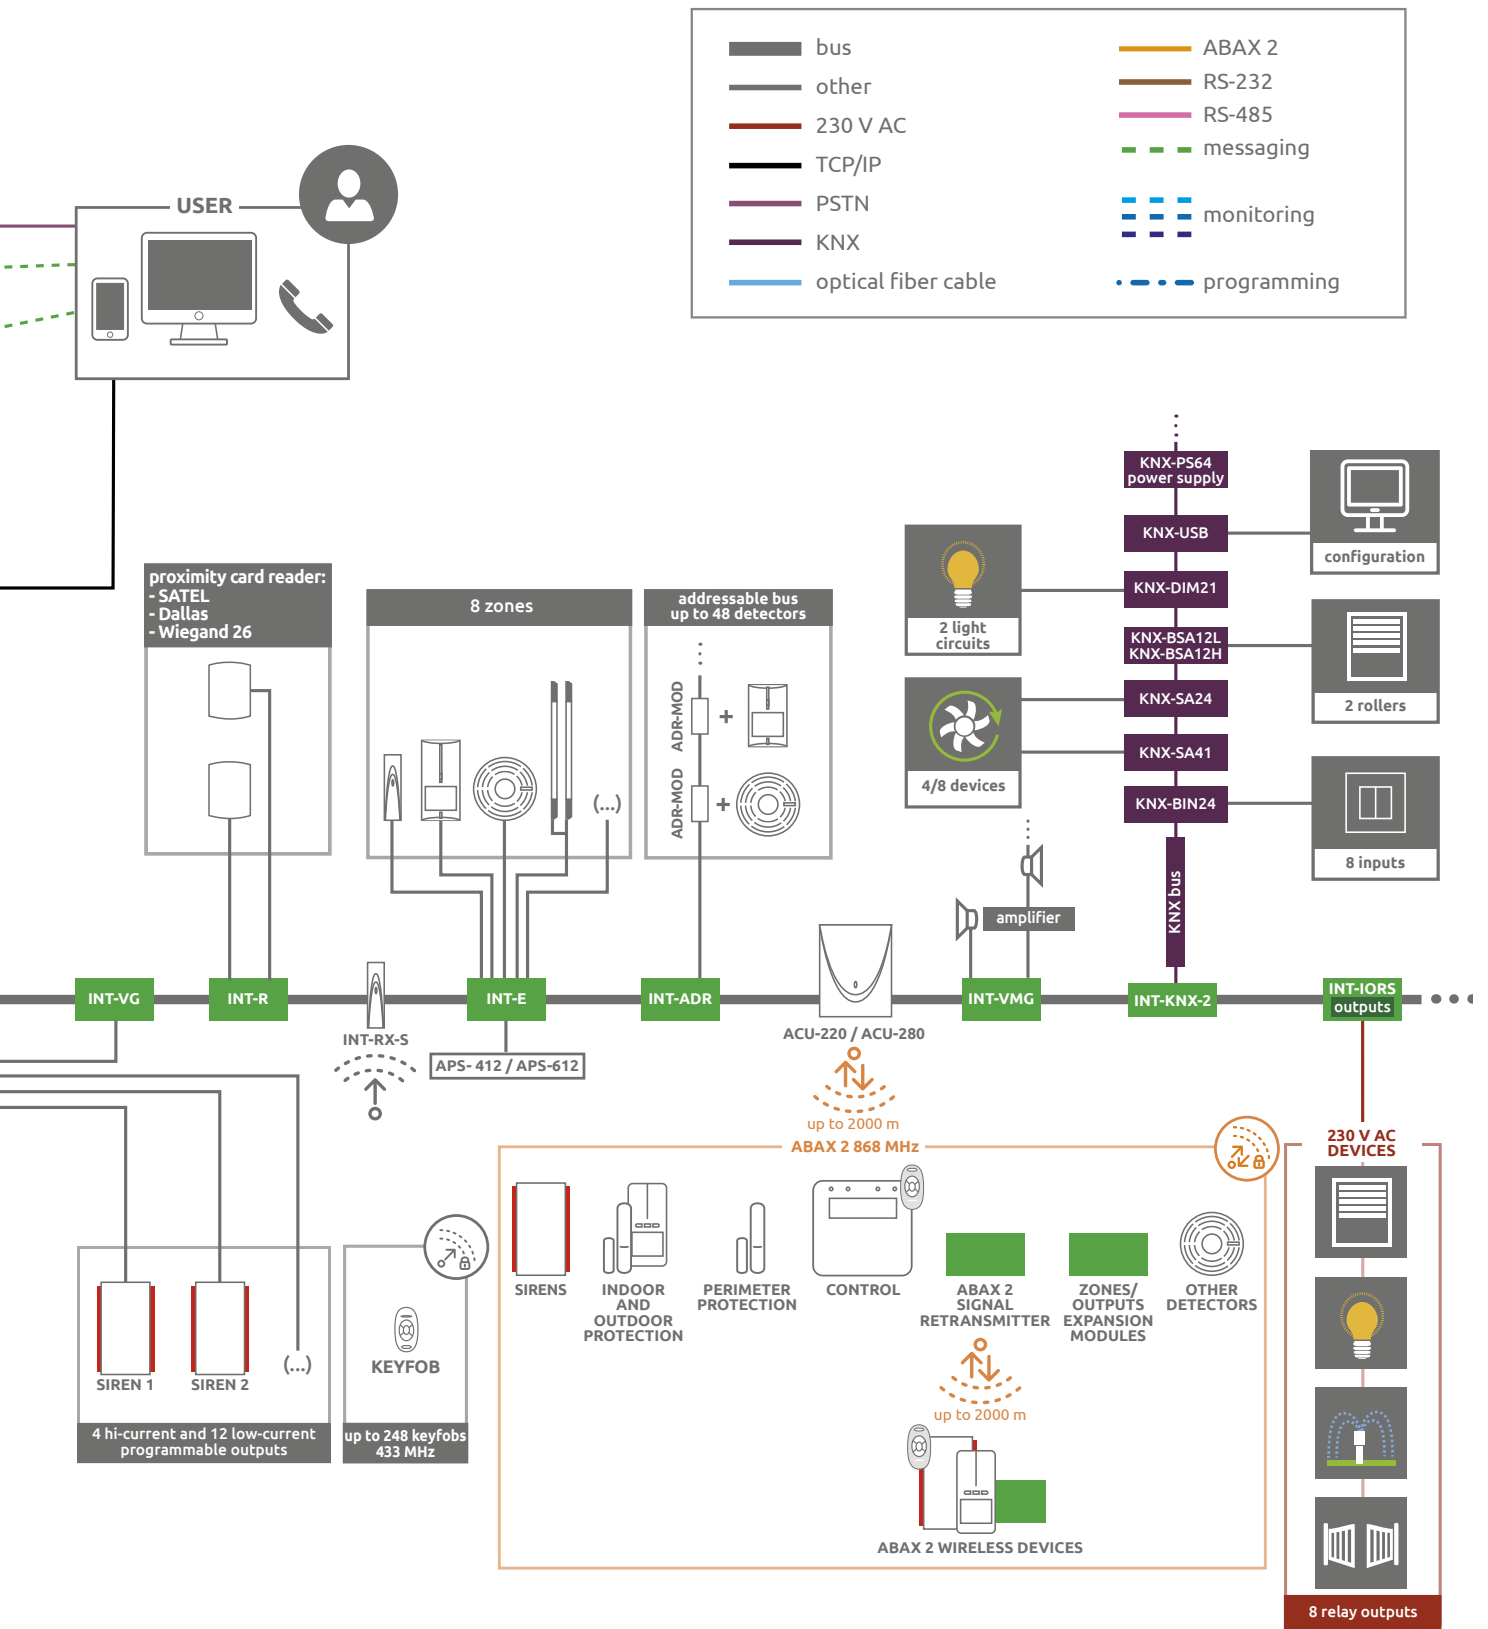 bus
other
230 V AC
TCP/IP
PSTN
KNX
optical fiber cable
ABAX 2
RS-232
RS-485
messaging
monitoring
programming
USER
KNX-PS64
power supply
KNX-USB
KNX-DIM21
KNX-BSA12L
KNX-BSA12H
KNX-SA24
KNX-SA41
KNX-BIN24
KNX bus
configuration
2 rollers
8 inputs
2 light
circuits
4/8 devices
proximity card reader:
- SATEL
- Dallas
- Wiegand 26
8 zones
(...)
addressable bus
up to 48 detectors
ADR-MOD
+
ADR-MOD
+
amplifier
INT-VG
INT-R
INT-RX-S
INT-E
APS- 412 / APS-612
INT-ADR
ACU-220 / ACU-280
INT-VMG
INT-KNX-2
INT-IORS
outputs
up to 2000 m
ABAX 2 868 MHz
SIRENS
INDOOR
AND
OUTDOOR
PROTECTION
PERIMETER
PROTECTION
CONTROL
ABAX 2
SIGNAL
RETRANSMITTER
ZONES/
OUTPUTS
EXPANSION
MODULES
OTHER
DETECTORS
up to 2000 m
ABAX 2 WIRELESS DEVICES
SIREN 1
SIREN 2
(...)
4 hi-current and 12 low-current
programmable outputs
KEYFOB
up to 248 keyfobs
433 MHz
230 V AC
DEVICES
8 relay outputs